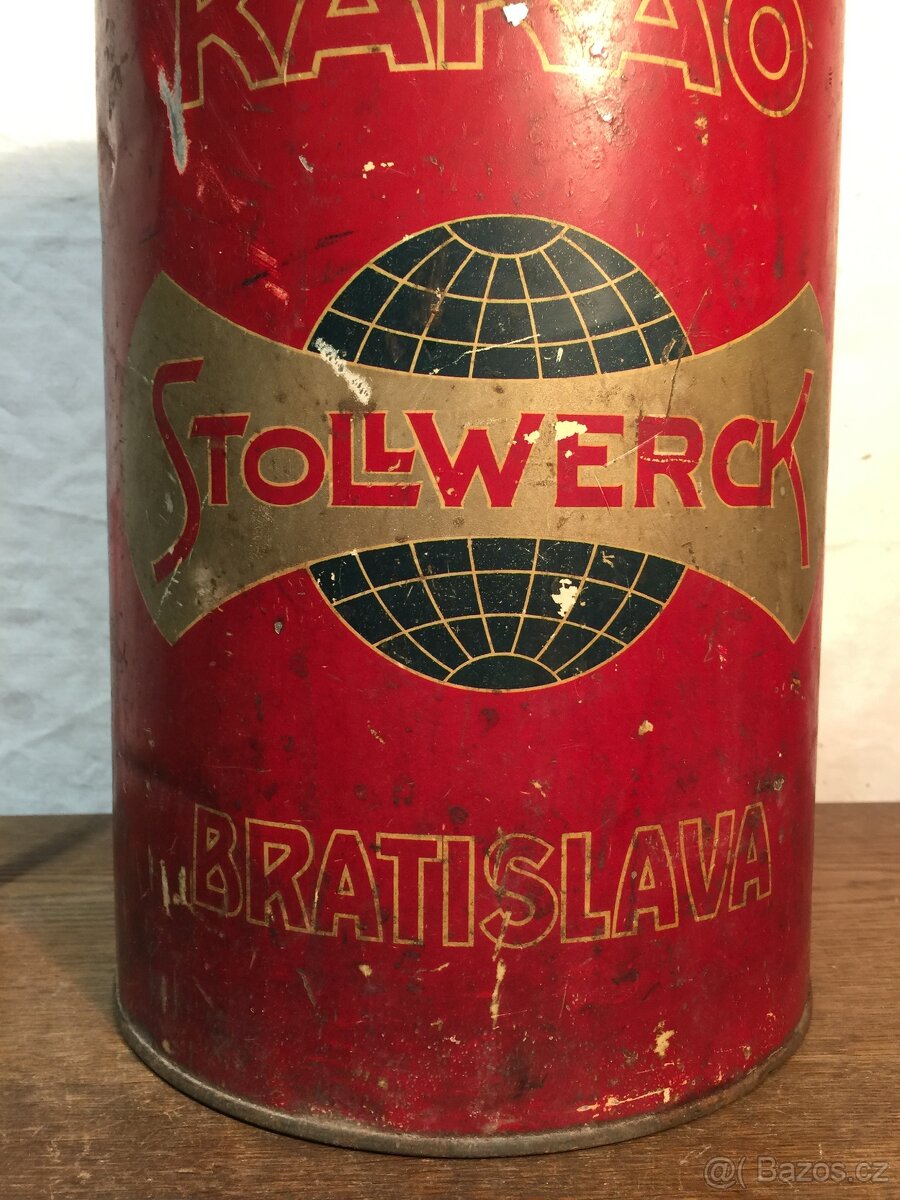 KAKAO
STOLLWERCK
BRATISLAVA
@( Bazos.cz